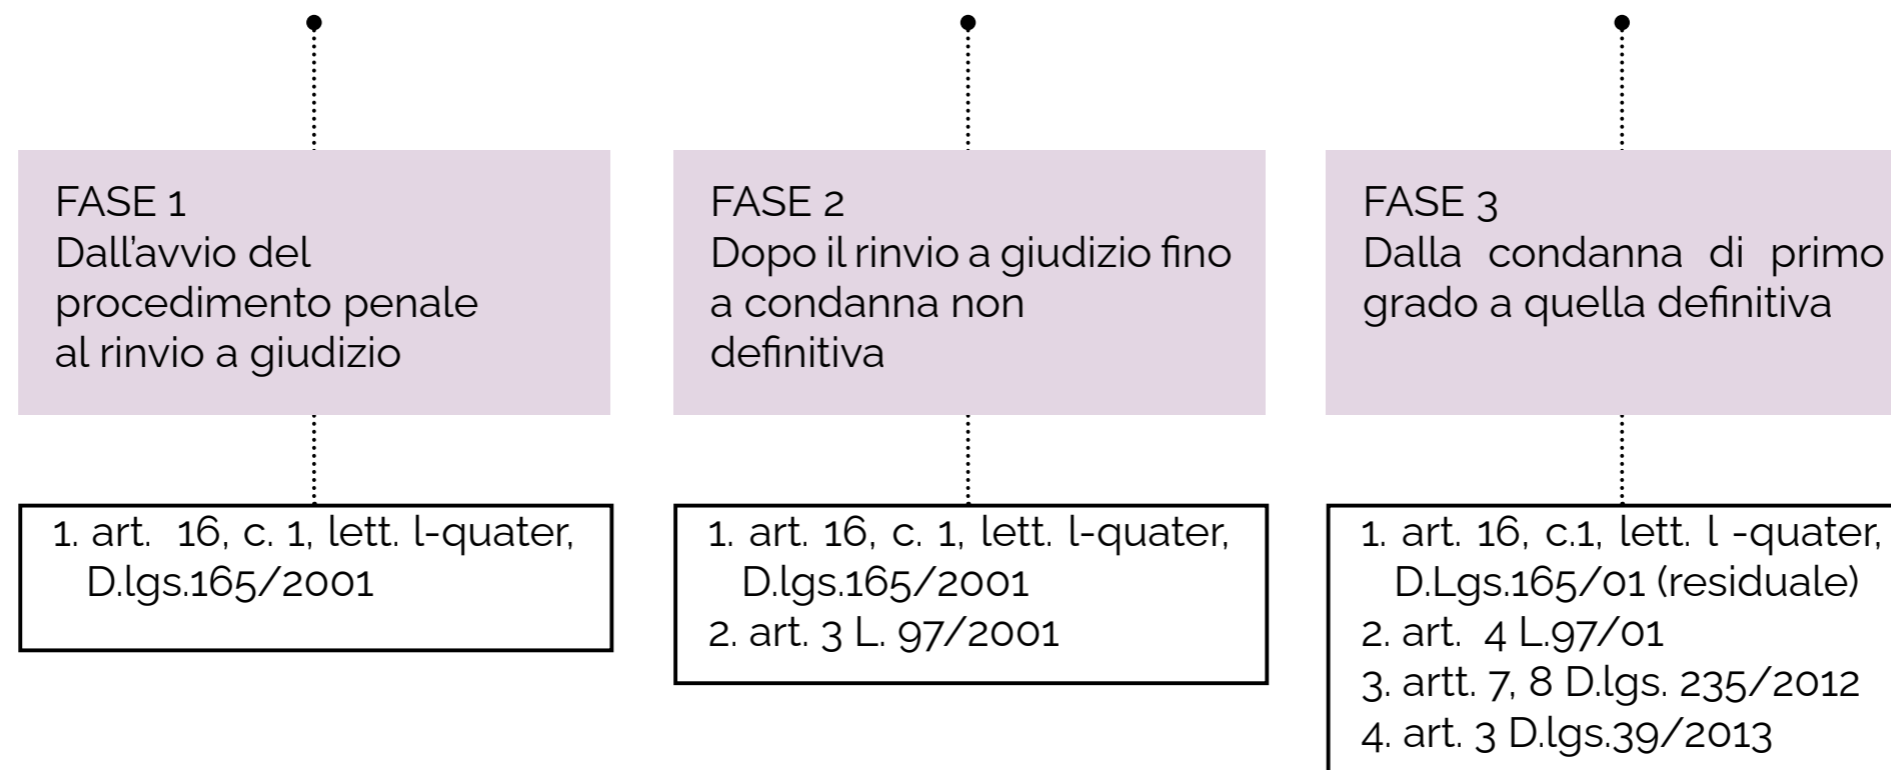 FASE 1
Dall'avvio del
procedimento penale
al rinvio a giudizio
1. art. 16, c. 1, lett. l-quater,
D.lgs.165/2001
FASE 2
Dopo il rinvio a giudizio fino
a condanna non
definitiva
1. art. 16, c. 1, lett. l-quater,
D.lgs.165/2001
2. art. 3 L. 97/2001
FASE 3
Dalla condanna di primo
grado a quella definitiva
1. art. 16, c.1, lett. l -quater,
D.Lgs.165/01 (residuale)
2. art. 4 L.97/01
3. artt. 7, 8 D.lgs. 235/2012
4. art. 3 D.lgs.39/2013